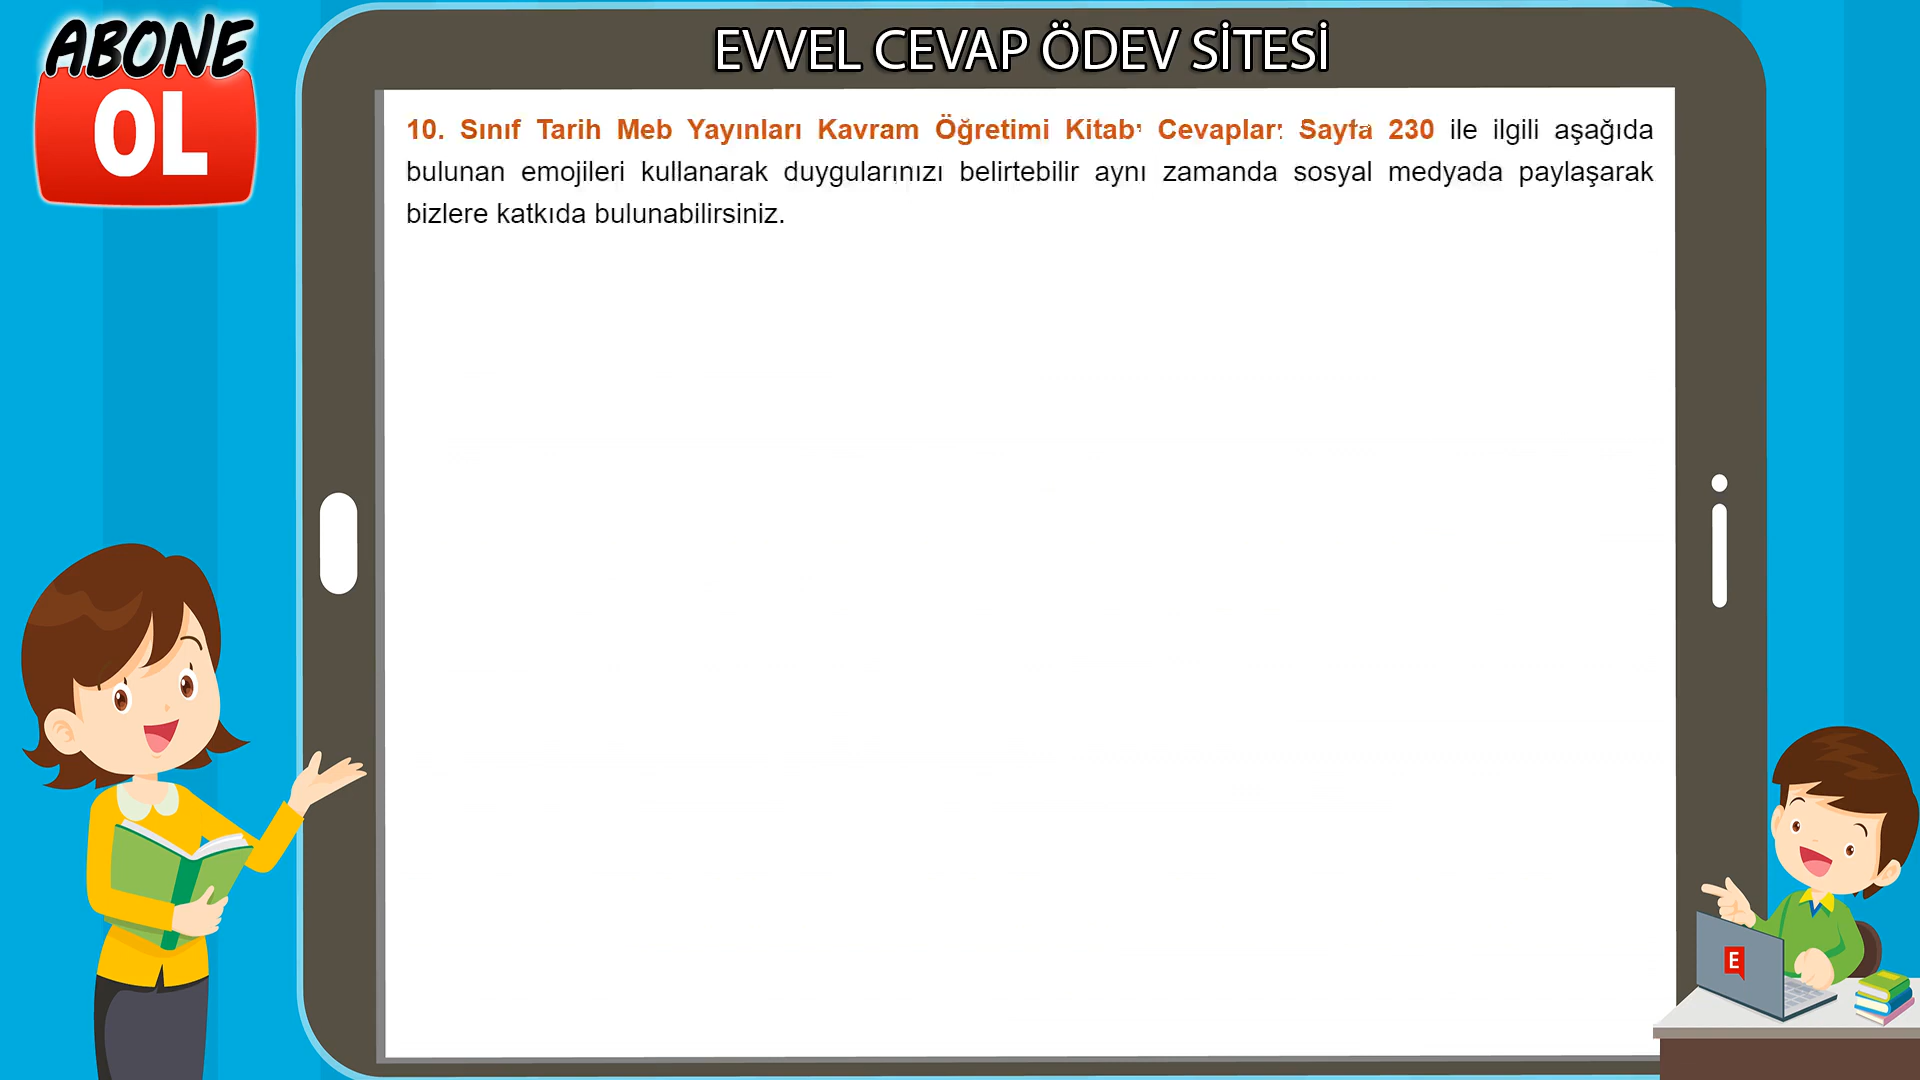 ABONE
OL
EVVEL CEVAP ÖDEV SİTESİ
10. Sınıf Tarih Meb Yayınları Kavram Öğretimi Kitabı Cevapları Sayfa 230 ile ilgili aşağıda
bulunan emojileri kullanarak duygularınızı belirtebilir aynı zamanda sosyal medyada paylaşarak
bizlere katkıda bulunabilirsiniz.
E